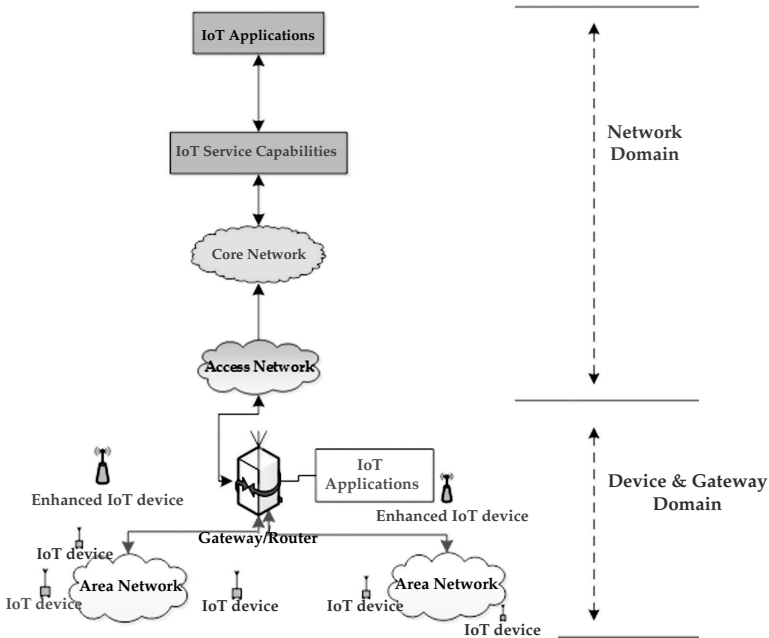 IoT Applications
IoT Service Capabilities
Network
Domain
Core Network
Access Network
IoT
Applications
Enhanced IoT device
Enhanced IoT device
Device & Gateway
Domain
Gateway/Router
IoT device
Area Network
IoT device
IoT device
Area Network
IoT device
IoT device